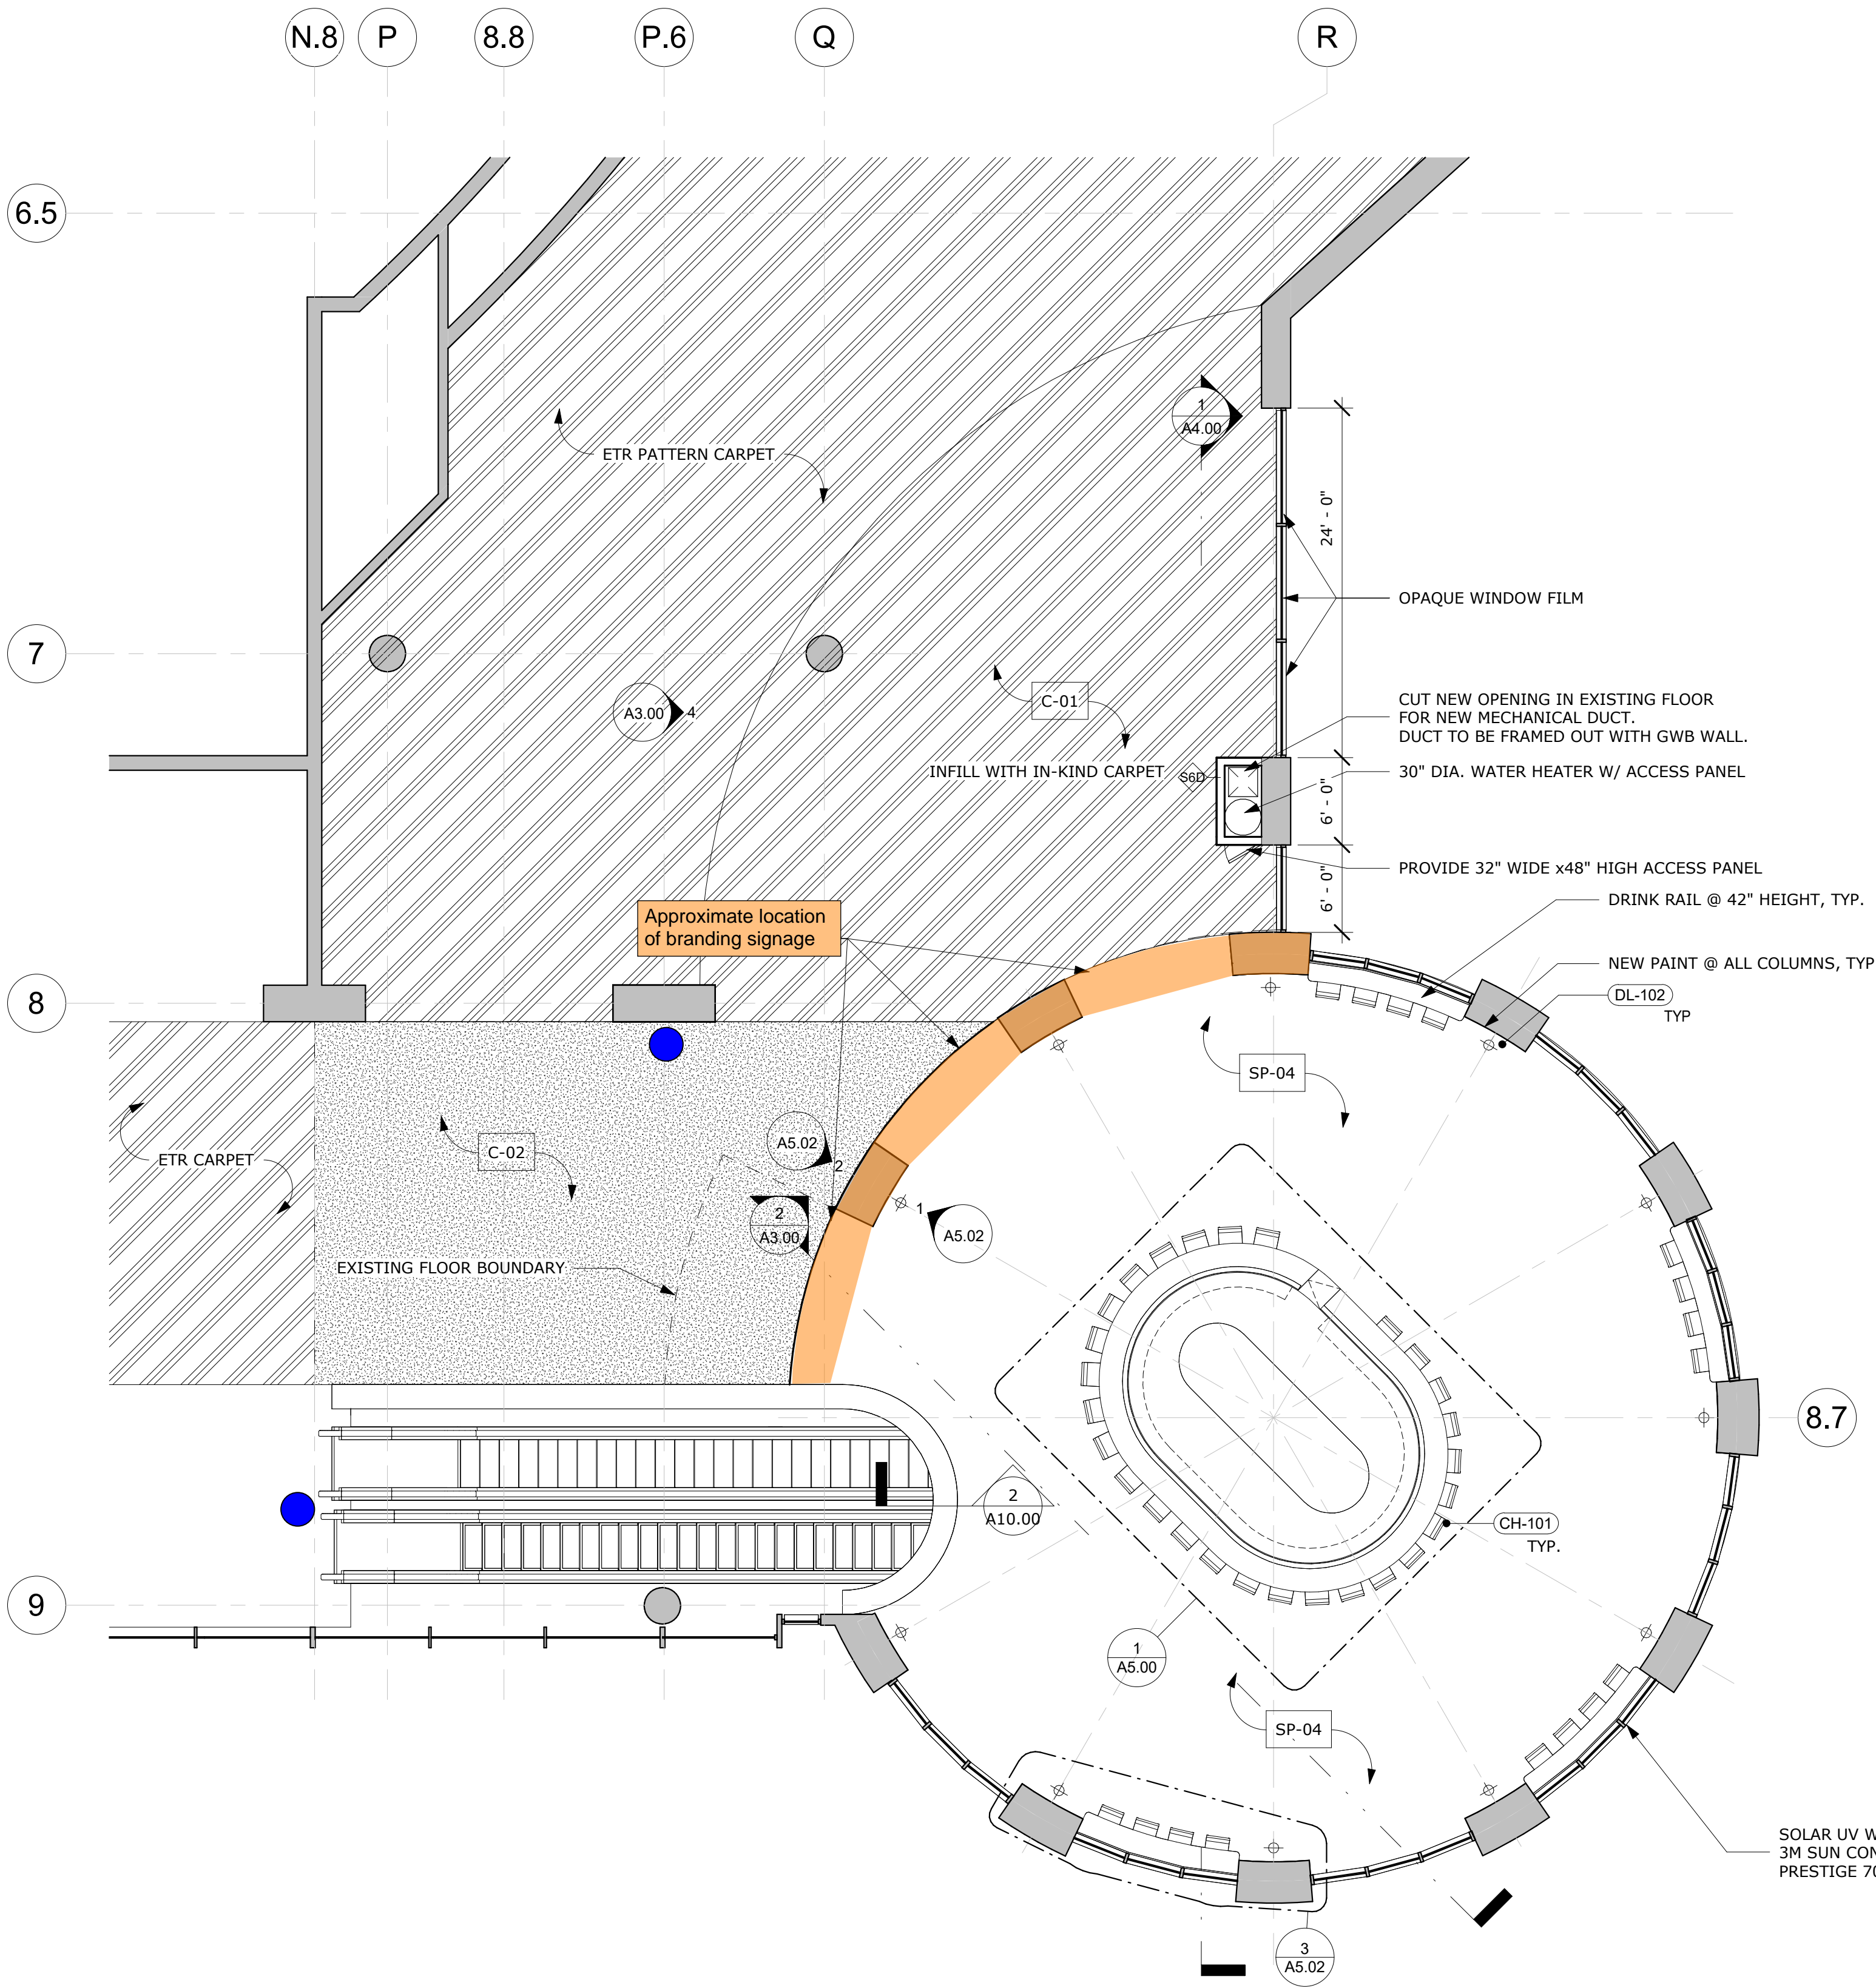 N.8
P
8.8
P.6
Q
R
6.5
1
A4.00
ETR PATTERN CARPET
24' - 0"
OPAQUE WINDOW FILM
7
C-01
CUT NEW OPENING IN EXISTING FLOOR
FOR NEW MECHANICAL DUCT.
DUCT TO BE FRAMED OUT WITH GWB WALL.
A3.00
4
INFILL WITH IN-KIND CARPET
S6D
30" DIA. WATER HEATER W/ ACCESS PANEL
6' - 0"
PROVIDE 32" WIDE x48" HIGH ACCESS PANEL
6' - 0"
DRINK RAIL @ 42" HEIGHT, TYP.
Approximate location
of branding signage
NEW PAINT @ ALL COLUMNS, TYP
8
DL-102
TYP
SP-04
A5.02
2
C-02
ETR CARPET
1
A5.02
2
A3.00
EXISTING FLOOR BOUNDARY
8.7
2
A10.00
CH-101
TYP.
9
1
A5.00
SP-04
SOLAR UV W
3M SUN CON
PRESTIGE 70
3
A5.02